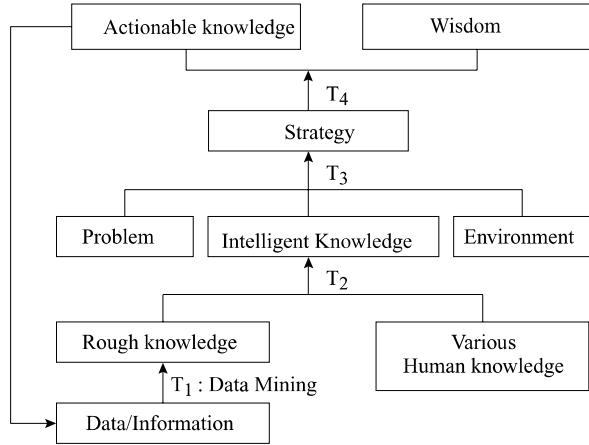 Actionable knowledge
Wisdom
T4
Strategy
T3
Problem
Intelligent Knowledge
Environment
T2
Rough knowledge
Various
Human knowledge
T1 : Data Mining
Data/Information